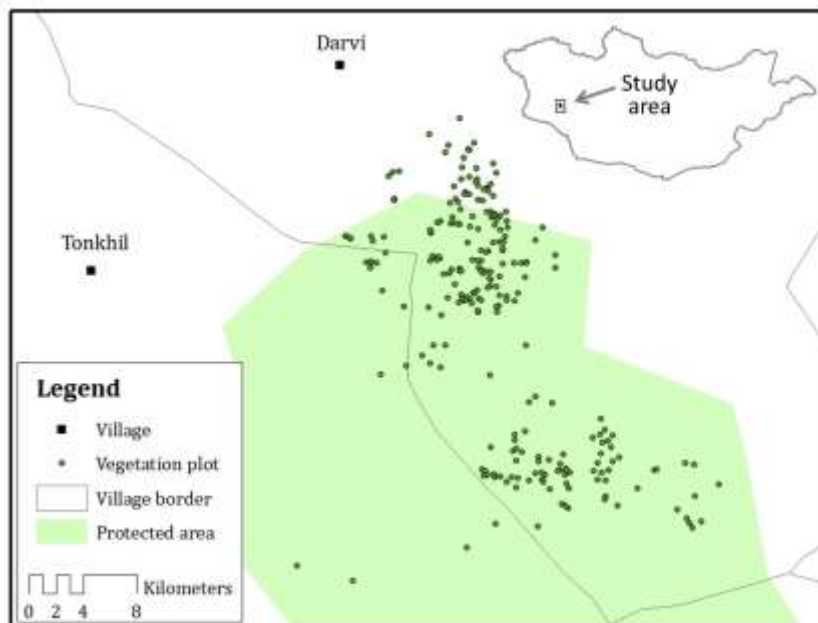 Darvi
Study
area
Tonkhil
Legend
Village
Vegetation plot
Village border
Protected area
Kilometers
0 2 4 8